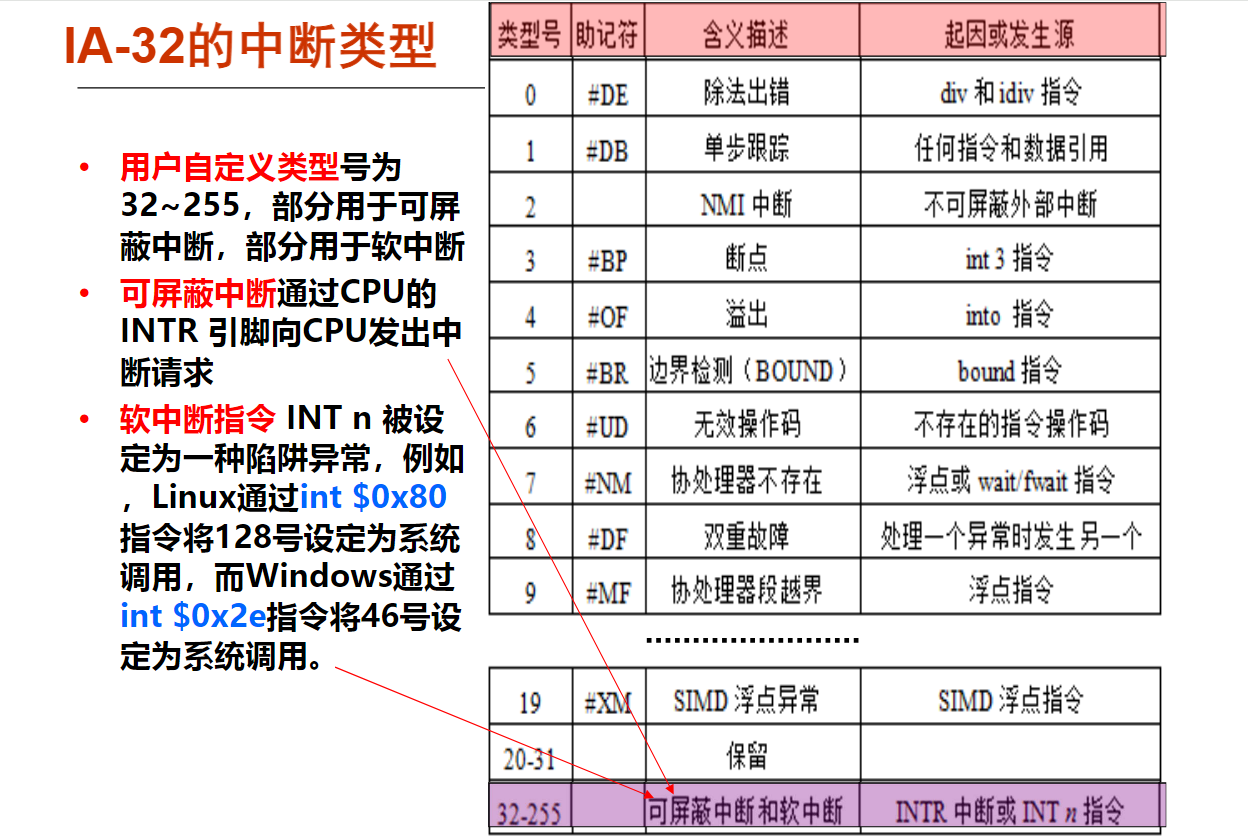 IA-32的中断类型
• 用户自定义类型号为
32~255，部分用于可屏
蔽中断，部分用于软中断
• 可屏蔽中断通过CPU的
INTR 引脚向CPU发出中
断请求
• 软中断指令 INT n 被设
定为一种陷阱异常，例如
，Linux通过int $0x80
指令将128号设定为系统
调用，而Windows通过
int $0x2e指令将46号设
定为系统调用。
类型号 助记符 含义描述 起因或发生源
0 #DE 除法出错 div 和 idiv 指令
1 #DB 单步跟踪 任何指令和数据引用
2 NMI 中断 不可屏蔽外部中断
3 #BP 断点 int 3 指令
4 #OF 溢出 into 指令
5 #BR 边界检测（BOUND） bound 指令
6 #UD 无效操作码 不存在的指令操作码
7 #NM 协处理器不存在 浮点或 wait/fwait 指令
8 #DF 双重故障 处理一个异常时发生另一个
9 #MF 协处理器段越界 浮点指令
......................
19 #XM SIMD 浮点异常 SIMD 浮点指令
20-31 保留
32-255 可屏蔽中断和软中断 INTR 中断或 INT n 指令